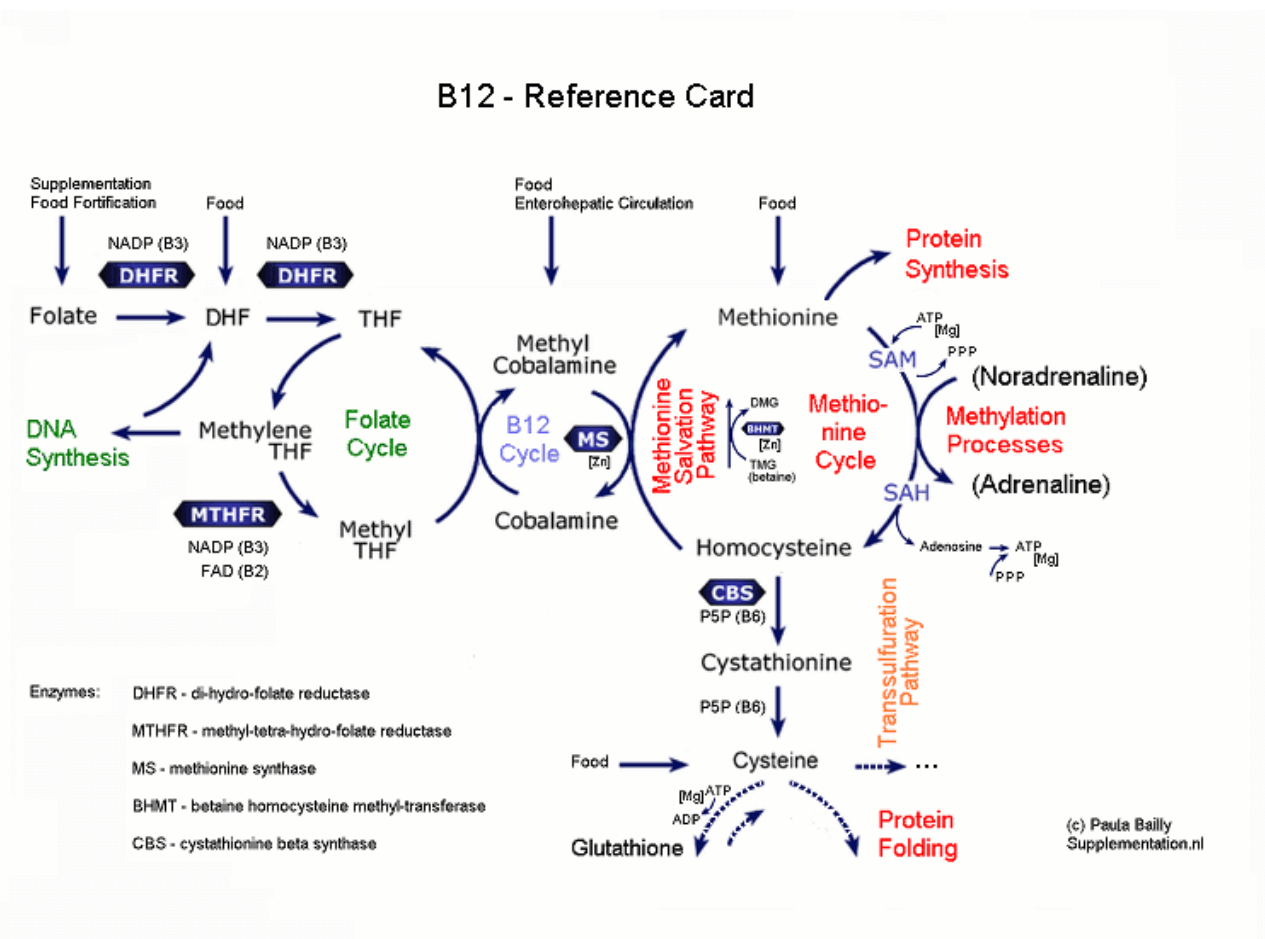 B12 - Reference Card
Supplementation
Food Fortification
Food
Food
Enterohepatic Circulation
Food
NADP (B3)
DHFR
NADP (B3)
DHFR
Protein
Synthesis
Folate
DHF
THF
Methyl
Cobalamine
Methionine
ATP
[Mg]
SAM
PPP
(Noradrenaline)
DNA
Synthesis
Methylene
THF
Folate
Cycle
B12
Cycle
MS
[Zn]
Methionine
Salvation
Pathway
DMG
BHMT
[Zn]
TMG
(betaine)
Methio-
nine
Cycle
Methylation
Processes
SAH
(Adrenaline)
MTHFR
NADP (B3)
FAD (B2)
Methyl
THF
Cobalamine
Homocysteine
Adenosine
ATP
[Mg]
PPP
CBS
P5P (B6)
Transsulfuration
Pathway
Cystathionine
P5P (B6)
Food
Cysteine
...
[Mg]
ATP
ADP
Glutathione
Protein
Folding
Enzymes:
DHFR - di-hydro-folate reductase
MTHFR - methyl-tetra-hydro-folate reductase
MS - methionine synthase
BHMT - betaine homocysteine methyl-transferase
CBS - cystathionine beta synthase
(c) Paula Bailly
Supplementation.nl